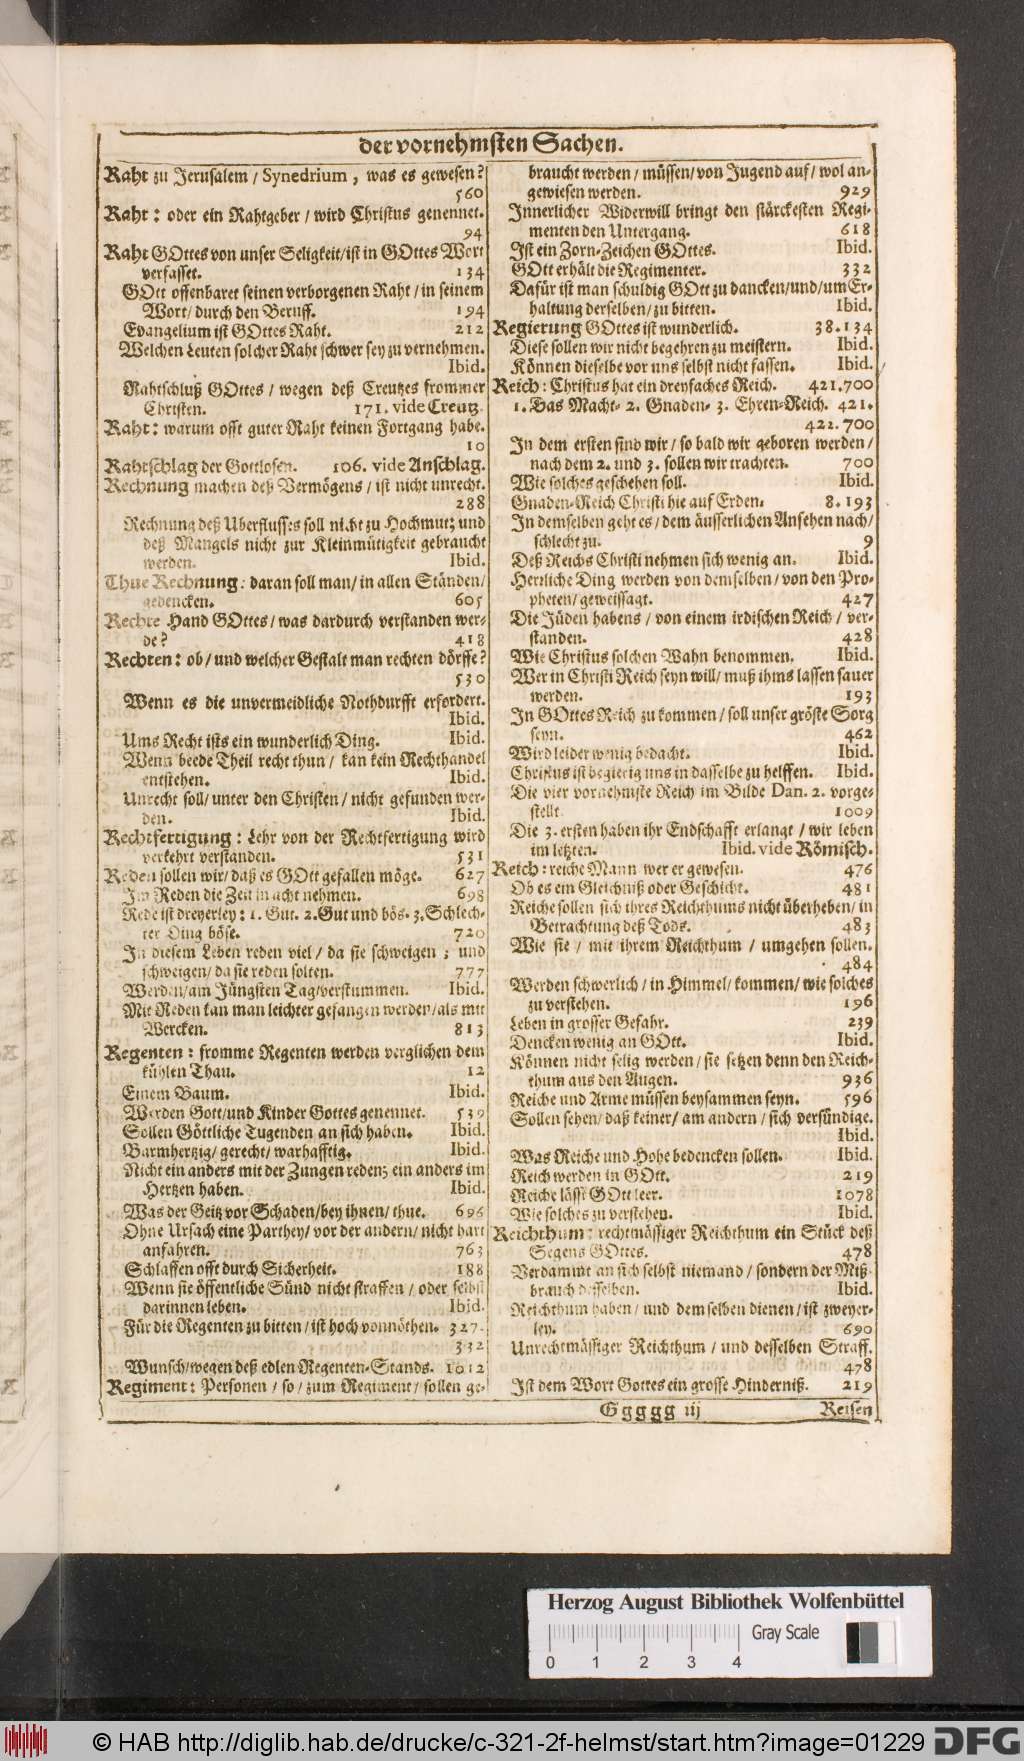 der vornehmsten Sachen.
Raht zu Jerusalem / Synedrium, was es gewesen?
560
Raht: oder ein Rahtgeber / wird Christus genennet.
94
Raht GOttes von unser Seligkeit / ist in GOttes Wort
verfasset. 134
GOtt offenbaret seinen verborgenen Raht / in seinem
Wort / durch den Beruff. 194
Evangelium ist GOttes Raht. 212
Welchen Leuten solcher Raht schwer sey zu vernehmen.
Ibid.
Rahtschluß GOttes / wegen deß Creutzes frommer
Christen. 171. vide Creutz.
Raht: warum offt guter Raht keinen Fortgang habe.
10
Rahtschlag der Gottlosen. 106. vide Anschlag.
Rechnung machen deß Vermögens / ist nicht unrecht.
288
Rechnung deß Uberflusses soll nicht zu Hochmut; und
deß Mangels nicht zur Kleinmütigkeit gebraucht
werden. Ibid.
Thue Rechnung: daran soll man / in allen Ständen /
gedencken. 605
Rechte Hand GOttes / was dardurch verstanden wer-
de? 418
Rechten: ob / und welcher Gestalt man rechten dörffe?
530
Wenn es die unvermeidliche Nothdurfft erfordert.
Ibid.
Ums Recht ists ein wunderlich Ding. Ibid.
Wenn beede Theil recht thun / kan kein Rechthandel
entstehen. Ibid.
Unrecht soll / unter den Christen / nicht gefunden wer-
den. Ibid.
Rechtfertigung: Lehr von der Rechtfertigung wird
verkehrt verstanden. 531
Reden sollen wir / daß es GOtt gefallen möge. 627
Im Reden die Zeit in acht nehmen. 698
Rede ist dreyerley: 1. Gut. 2. Gut und bös. 3. Schlech-
ter Ding böse. 720
In diesem Leben reden viel / da sie schweigen; und
schweigen / da sie reden solten. 777
Werden / am Jüngsten Tag / verstummen. Ibid.
Mit Reden kan man leichter gefangen werden / als mit
Wercken. 813
Regenten: fromme Regenten werden verglichen dem
kühlen Thau. 12
Einem Baum. Ibid.
Werden Gott / und Kinder Gottes genennet. 539
Sollen Göttliche Tugenden an sich haben. Ibid.
Barmhertzig / gerecht / warhafftig. Ibid.
Nicht ein anders mit der Zungen reden; ein anders im
Hertzen haben. Ibid.
Was der Geitz vor Schaden / bey ihnen / thue. 696
Ohne Ursach eine Parthey / vor der andern / nicht hart
anfahren. 763
Schlaffen offt durch Sicherheit. 188
Wenn sie öffentliche Sünd nicht straffen / oder selbst
darinnen leben. Ibid.
Für die Regenten zu bitten / ist hoch vonnöthen. 327.
332
Wunsch / wegen deß edlen Regenten-Stands. 1012
Regiment: Personen / so / zum Regiment / sollen ge-
braucht werden / müssen / von Jugend auf / wol an-
gewiesen werden. 929
Innerlicher Widerwill bringt den stärckesten Regi-
menten den Untergang. 618
Ist ein Zorn-Zeichen GOttes. Ibid.
GOtt erhält die Regimenter. 332
Dafür ist man schuldig GOtt zu dancken / und / um Er-
haltung derselben / zu bitten. Ibid.
Regierung GOttes ist wunderlich. 38. 134
Diese sollen wir nicht begehren zu meistern. Ibid.
Können dieselbe vor uns selbst nicht fassen. Ibid.
Reich: Christus hat ein dreyfaches Reich. 421. 700
1. Das Macht- 2. Gnaden- 3. Ehren-Reich. 421.
422. 700
In dem ersten sind wir / so bald wir geboren werden /
nach dem 2. und 3. sollen wir trachten. 700
Wie solches geschehen soll. Ibid.
Gnaden-Reich Christi hie auf Erden. 8. 193
In demselben geht es / dem äusserlichen Ansehen nach /
schlecht zu. 9
Deß Reichs Christi nehmen sich wenig an. Ibid.
Herrliche Ding werden von demselben / von den Pro-
pheten / geweissagt. 427
Die Jüden habens / von einem irdischen Reich / ver-
standen. 428
Wie Christus solchen Wahn benommen. Ibid.
Wer in Christi Reich seyn will / muß ihms lassen sauer
werden. 193
In GOttes Reich zu kommen / soll unser gröste Sorg
seyn. 462
Wird leider wenig bedacht. Ibid.
Christus ist begierig uns in dasselbe zu helffen. Ibid.
Die vier vornehmste Reich im Bilde Dan. 2. vorge-
stellt. 1009
Die 3. ersten haben ihr Endschafft erlangt / wir leben
im letzten. Ibid. vide Römisch.
Reich: reiche Mann wer er gewesen. 476
Ob es ein Gleichniß oder Geschicht. 481
Reiche sollen sich ihres Reichthums nicht überheben / in
Betrachtung deß Tods. 483
Wie sie / mit ihrem Reichthum / umgehen sollen.
484
Werden schwerlich / in Himmel / kommen / wie solches
zu verstehen. 196
Leben in grosser Gefahr. 239
Dencken wenig an GOtt. Ibid.
Können nicht selig werden / sie setzen denn den Reich-
thum aus den Augen. 936
Reiche und Arme müssen beysammen seyn. 596
Sollen sehen / daß keiner / am andern / sich versündige.
Ibid.
Was Reiche und Hohe bedencken sollen. Ibid.
Reich werden in GOtt. 219
Reiche lässt GOtt leer. 1078
Wie solches zu verstehen. Ibid.
Reichthum: rechtmässiger Reichthum ein Stück deß
Segens GOttes. 478
Verdammt an sich selbst niemand / sondern der Miß-
brauch desselben. Ibid.
Reichthum haben / und demselben dienen / ist zweyer-
ley. 690
Unrechtmässiger Reichthum / und desselben Straff.
478
Ist dem Wort Gottes ein grosse Hinderniß. 219
Ggggg iij Reisen
Herzog August Bibliothek Wolfenbüttel
Gray Scale
0 1 2 3 4
© HAB http://diglib.hab.de/drucke/c-321-2f-helmst/start.htm?image=01229 DFG